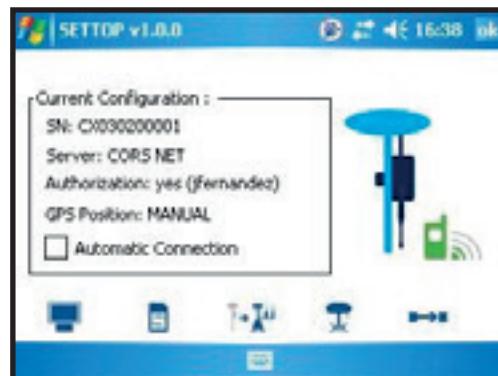 SETTOP v1.0.0 16:38 ok
Current Configuration :
SN: CX030200001
Server: CORS NET
Authorization: yes (jfernandez)
GPS Position: MANUAL
Automatic Connection